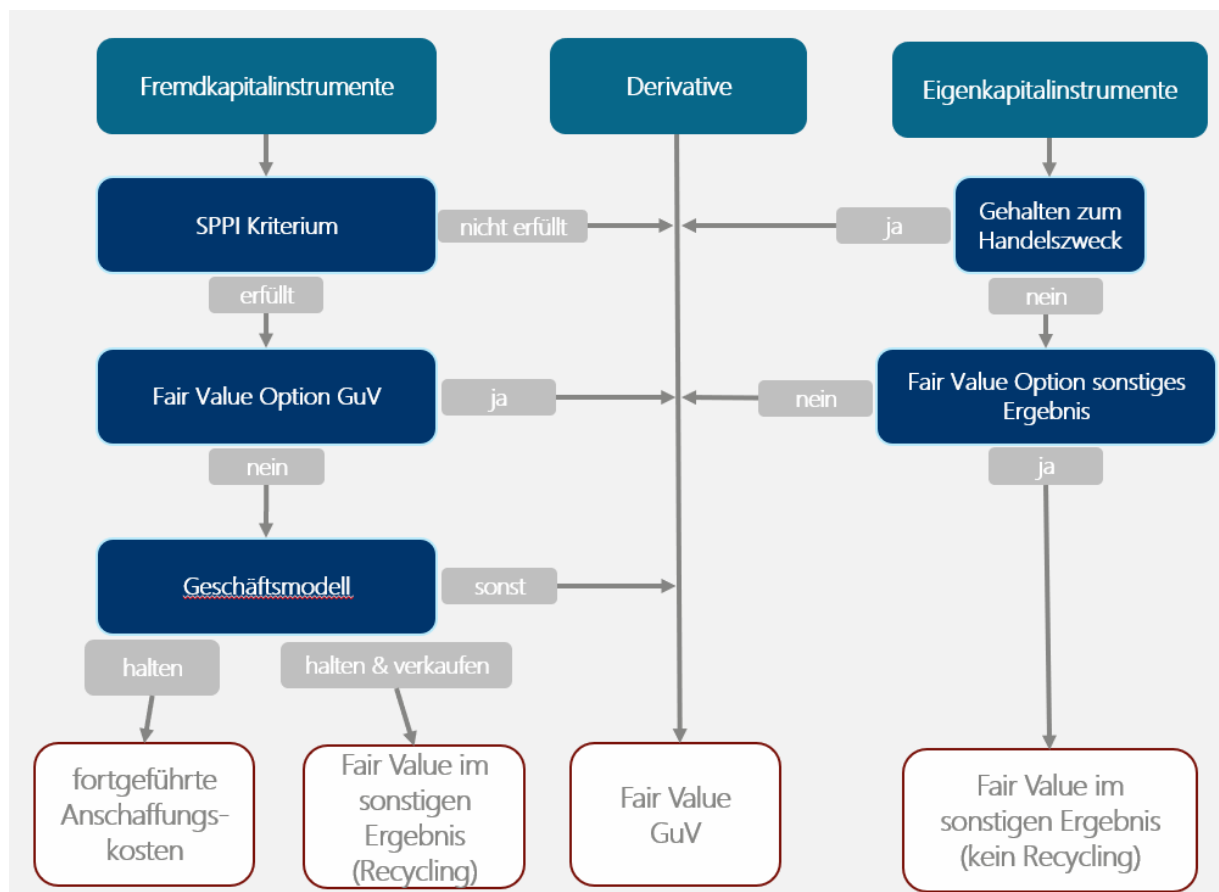 Fremdkapitalinstrumente
Derivative
Eigenkapitalinstrumente
SPPI Kriterium
nicht erfüllt
ja
Gehalten zum
Handelszweck
erfüllt
nein
Fair Value Option GuV
ja
nein
Fair Value Option sonstiges
Ergebnis
nein
ja
Geschäftsmodell
sonst
halten
halten & verkaufen
fortgeführte
Anschaffungs-
kosten
Fair Value im
sonstigen
Ergebnis
(Recycling)
Fair Value
GuV
Fair Value im
sonstigen Ergebnis
(kein Recycling)